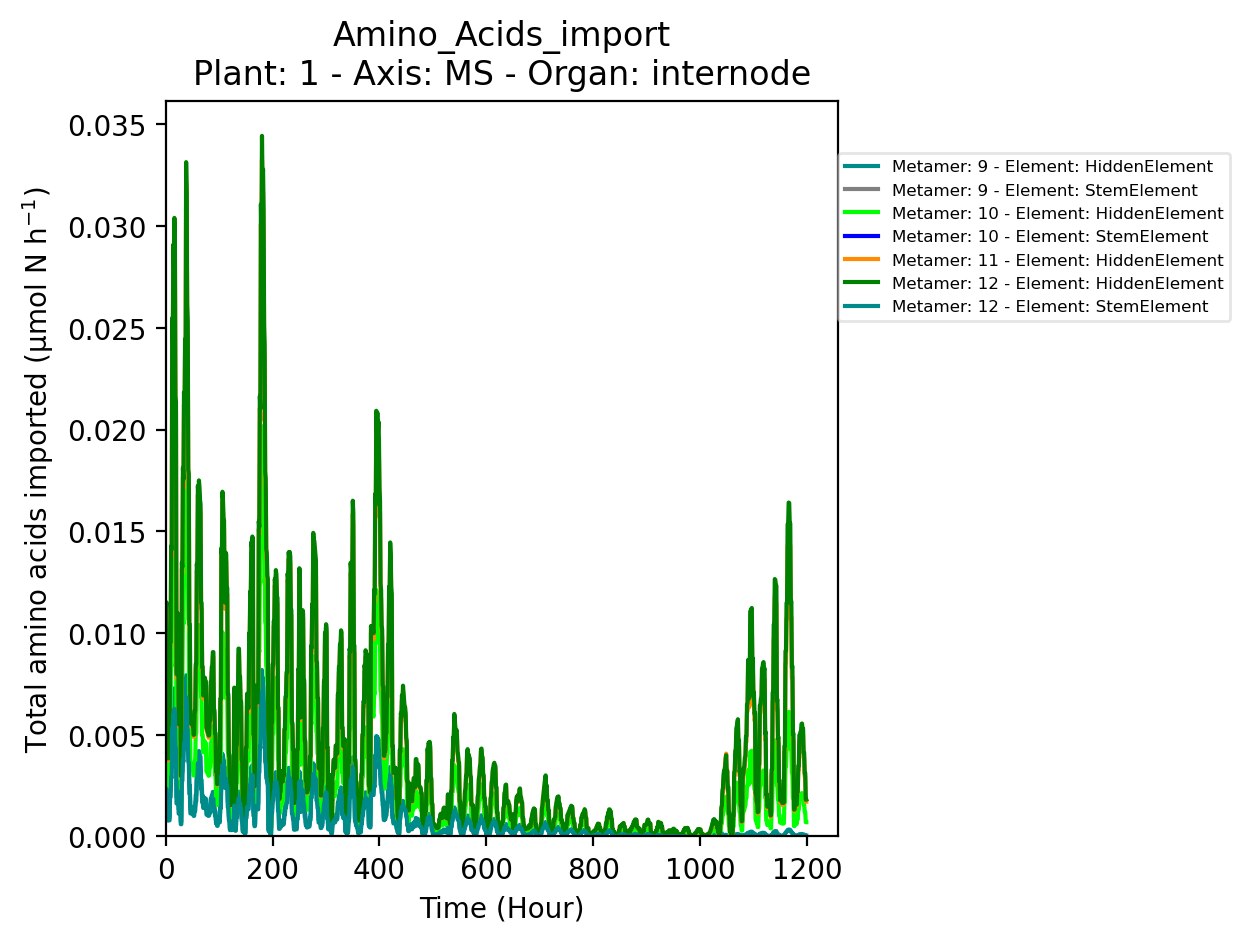 Amino_Acids_import
Plant: 1 - Axis: MS - Organ: internode
Total amino acids imported (µmol N h⁻¹)
0.035
0.030
0.025
0.020
0.015
0.010
0.005
0.000
0 200 400 600 800 1000 1200
Time (Hour)
Metamer: 9 - Element: HiddenElement
Metamer: 9 - Element: StemElement
Metamer: 10 - Element: HiddenElement
Metamer: 10 - Element: StemElement
Metamer: 11 - Element: HiddenElement
Metamer: 12 - Element: HiddenElement
Metamer: 12 - Element: StemElement